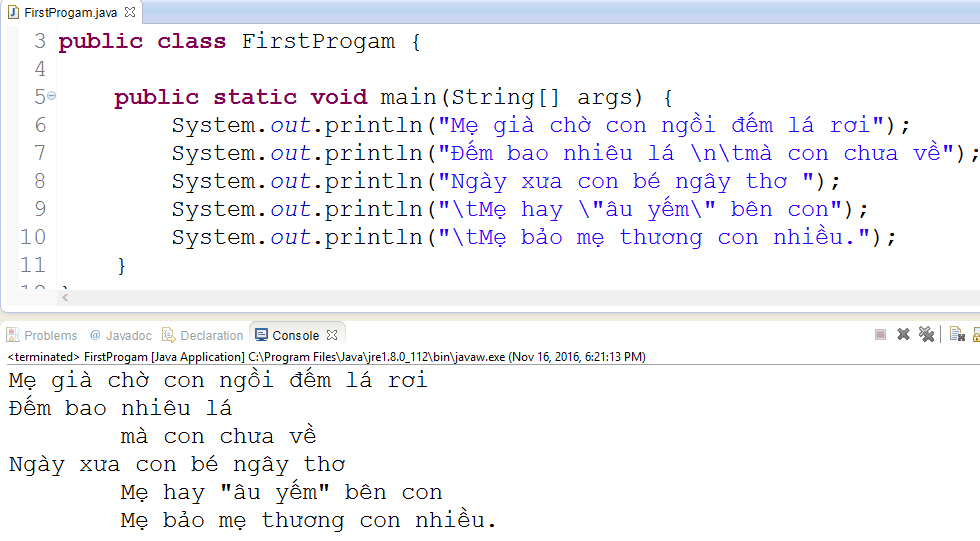 FirstProgam.java
3 public class FirstProgam {
4
5 public static void main(String[] args) {
6 System.out.println("Mẹ già chờ con ngồi đếm lá rơi");
7 System.out.println("Đếm bao nhiêu lá \n\tmà con chưa về");
8 System.out.println("Ngày xưa con bé ngây thơ ");
9 System.out.println("\tMẹ hay \"âu yếm\" bên con");
10 System.out.println("\tMẹ bảo mẹ thương con nhiều.");
11 }
Problems @ Javadoc Declaration Console
<terminated> FirstProgam [Java Application] C:\Program Files\Java\jre1.8.0_112\bin\javaw.exe (Nov 16, 2016, 6:21:13 PM)
Mẹ già chờ con ngồi đếm lá rơi
Đếm bao nhiêu lá
mà con chưa về
Ngày xưa con bé ngây thơ
Mẹ hay "âu yếm" bên con
Mẹ bảo mẹ thương con nhiều.